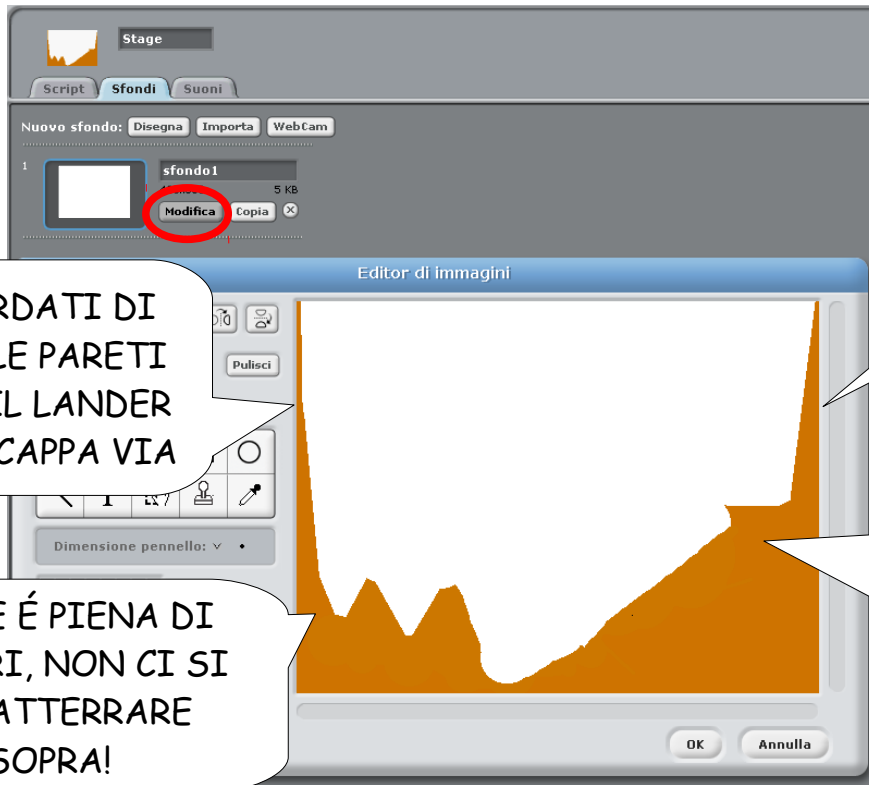 Stage
Script Sfondi Suoni
Nuovo sfondo: Disegna Importa WebCam
1
sfondo1
5 KB
Modifica Copia
Editor di immagini
RDATI DI
LE PARETI
IL LANDER
CAPPA VIA
Pulisci
Dimensione pennello:
E É PIENA DI
RI, NON CI SI
ATTERRARE
SOPRA!
OK Annulla